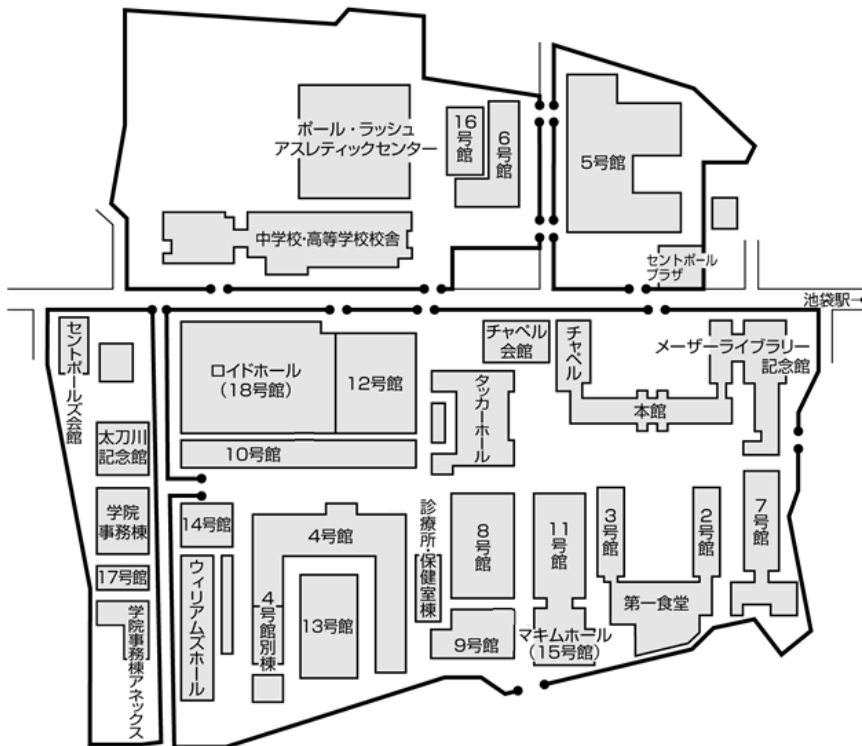 ポール・ラッシュ
アスレティックセンター
16号館
6号館
5号館
中学校・高等学校校舎
セントポール
プラザ
池袋駅→
セントポールズ会館
ロイドホール
（18号館）
12号館
チャペル
会館
チャペル
メーザーライブラリー
記念館
タッカーホール
本館
太刀川
記念館
10号館
学院
事務棟
14号館
4号館
診療所・保健室棟
8号館
11号館
3号館
2号館
7号館
17号館
ウィリアムズホール
4号館別棟
13号館
第一食堂
学院事務棟アネックス
9号館
マキムホール
（15号館）